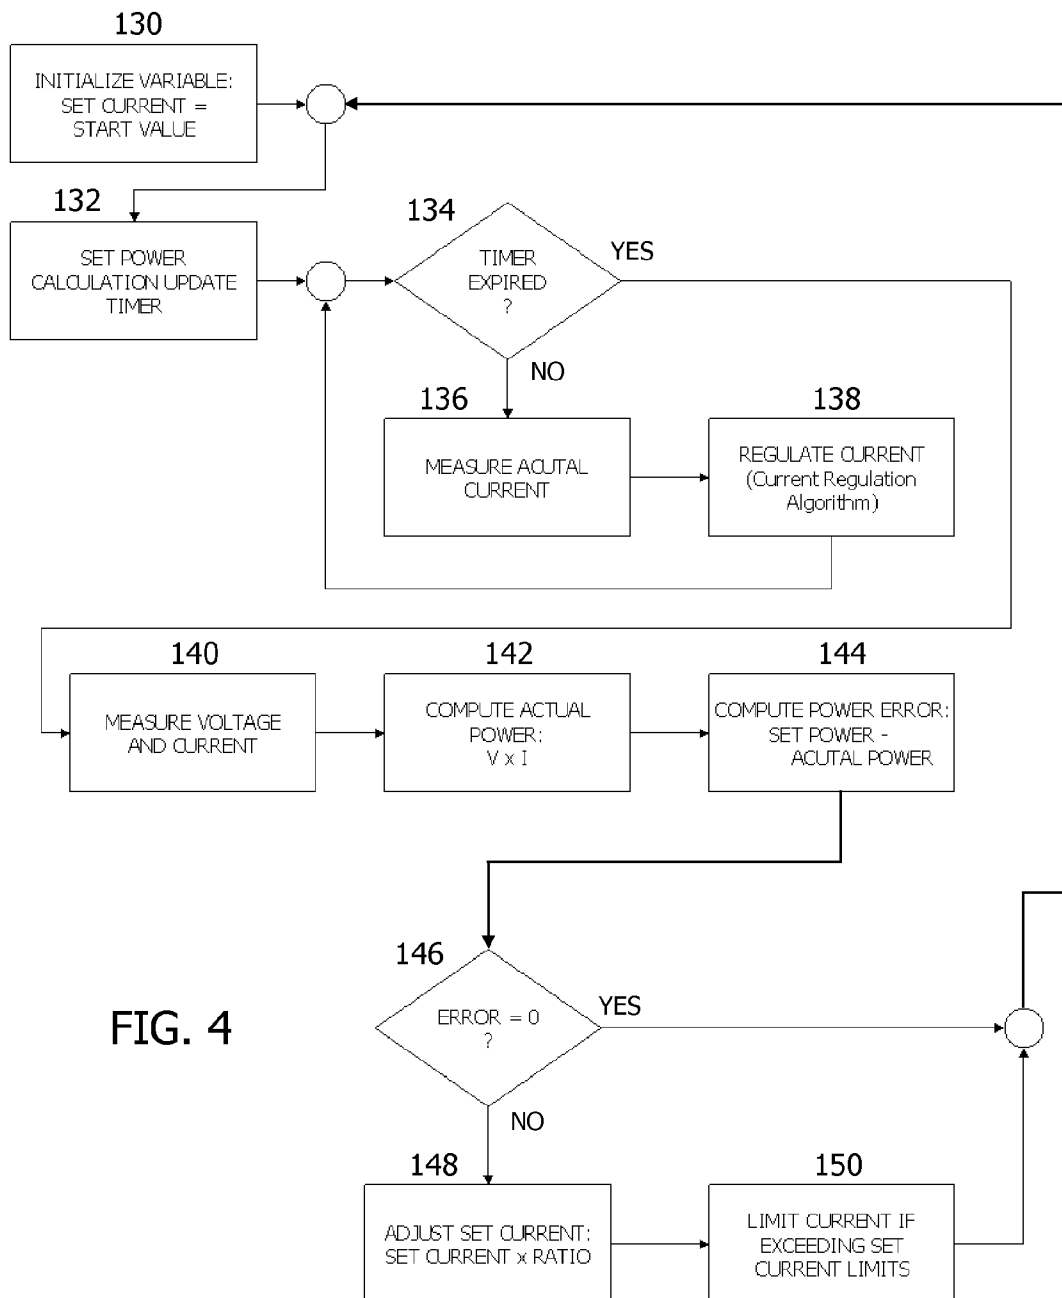 130
INITIALIZE VARIABLE:
SET CURRENT =
START VALUE
132
SET POWER
CALCULATION UPDATE
TIMER
134
TIMER
EXPIRED
?
YES
NO
136
MEASURE ACUTAL
CURRENT
138
REGULATE CURRENT
(Current Regulation
Algorithm)
140
MEASURE VOLTAGE
AND CURRENT
142
COMPUTE ACTUAL
POWER:
V x I
144
COMPUTE POWER ERROR:
SET POWER -
ACUTAL POWER
146
ERROR = 0
?
YES
NO
FIG. 4
148
ADJUST SET CURRENT:
SET CURRENT x RATIO
150
LIMIT CURRENT IF
EXCEEDING SET
CURRENT LIMITS